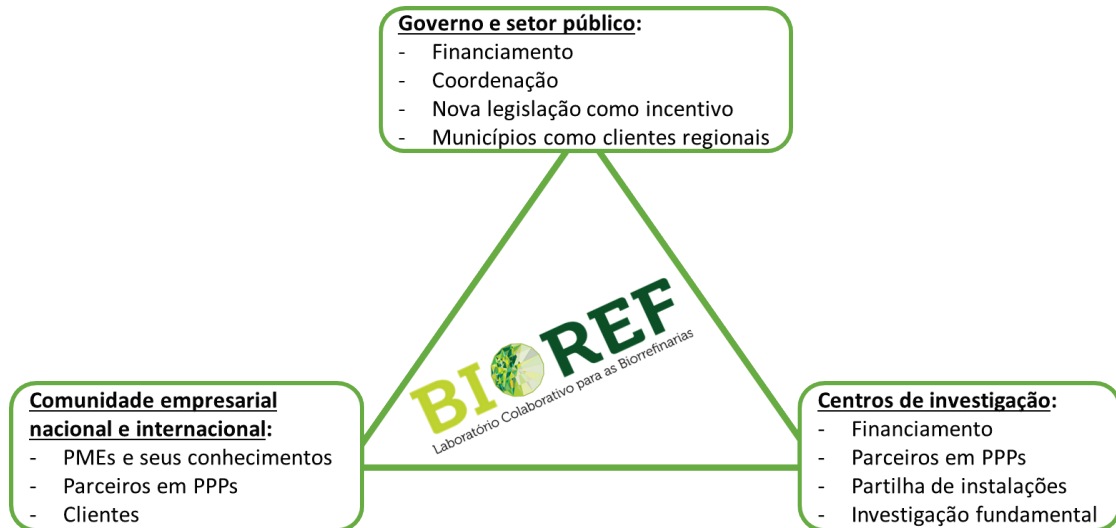 Governo e setor público:
- Financiamento
- Coordenação
- Nova legislação como incentivo
- Municípios como clientes regionais
BIOREF
Laboratório Colaborativo para as Biorrefinarias
Comunidade empresarial
nacional e internacional:
- PMEs e seus conhecimentos
- Parceiros em PPPs
- Clientes
Centros de investigação:
- Financiamento
- Parceiros em PPPs
- Partilha de instalações
- Investigação fundamental